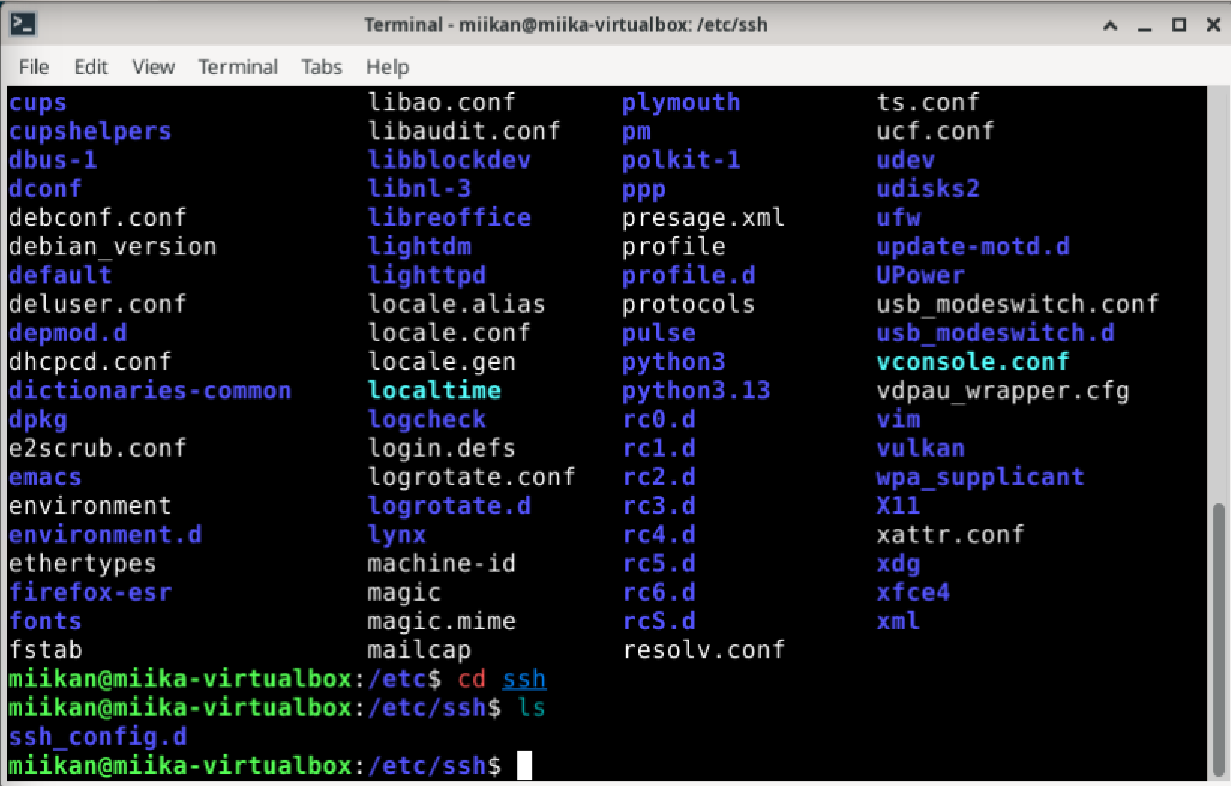 Terminal - miikan@miika-virtualbox: /etc/ssh
File Edit View Terminal Tabs Help
cups libao.conf plymouth ts.conf
cupshelpers libaudit.conf pm ucf.conf
dbus-1 libblockdev polkit-1 udev
dconf libnl-3 ppp udisks2
debconf.conf libreoffice presage.xml ufw
debian_version lightdm profile update-motd.d
default lighttpd profile.d UPower
deluser.conf locale.alias protocols usb_modeswitch.conf
depmod.d locale.conf pulse usb_modeswitch.d
dhcpcd.conf locale.gen python3 vconsole.conf
dictionaries-common localtime python3.13 vdpau_wrapper.cfg
dpkg logcheck rc0.d vim
e2scrub.conf login.defs rc1.d vulkan
emacs logrotate.conf rc2.d wpa_supplicant
environment logrotate.d rc3.d X11
environment.d lynx rc4.d xattr.conf
ethertypes machine-id rc5.d xdg
firefox-esr magic rc6.d xfce4
fonts magic.mime rcS.d xml
fstab mailcap resolv.conf
miikan@miika-virtualbox:/etc$ cd ssh
miikan@miika-virtualbox:/etc/ssh$ ls
ssh_config.d
miikan@miika-virtualbox:/etc/ssh$